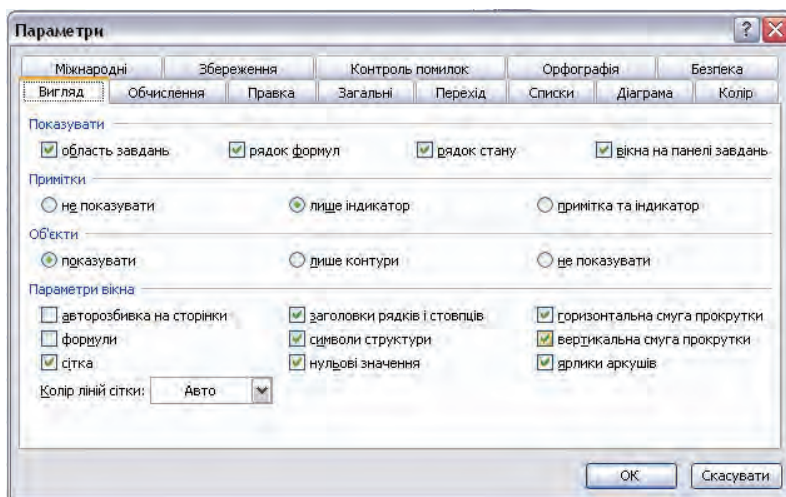 Параметри
Міжнародні Збереження Контроль помилок Орфографія Безпека
Вигляд Обчислення Правка Загальні Перехід Списки Діаграма Колір
Показувати
область завдань рядок формул рядок стану вікна на панелі завдань
Примітки
не показувати лише індикатор примітка та індикатор
Об'єкти
показувати лише контури не показувати
Параметри вікна
авторозбивка на сторінки заголовки рядків і стовпців горизонтальна смуга прокрутки
формули символи структури вертикальна смуга прокрутки
сітка нульові значення ярлики аркушів
Колір ліній сітки: Авто
ОК Скасувати